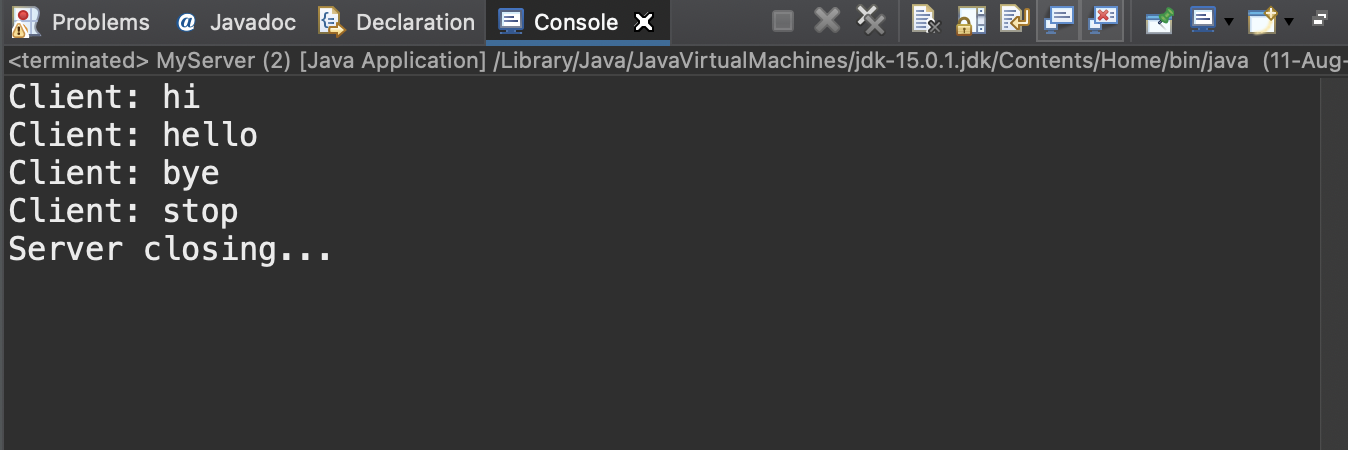 Problems @ Javadoc Declaration Console
<terminated> MyServer (2) [Java Application] /Library/Java/JavaVirtualMachines/jdk-15.0.1.jdk/Contents/Home/bin/java (11-Aug-
Client: hi
Client: hello
Client: bye
Client: stop
Server closing...